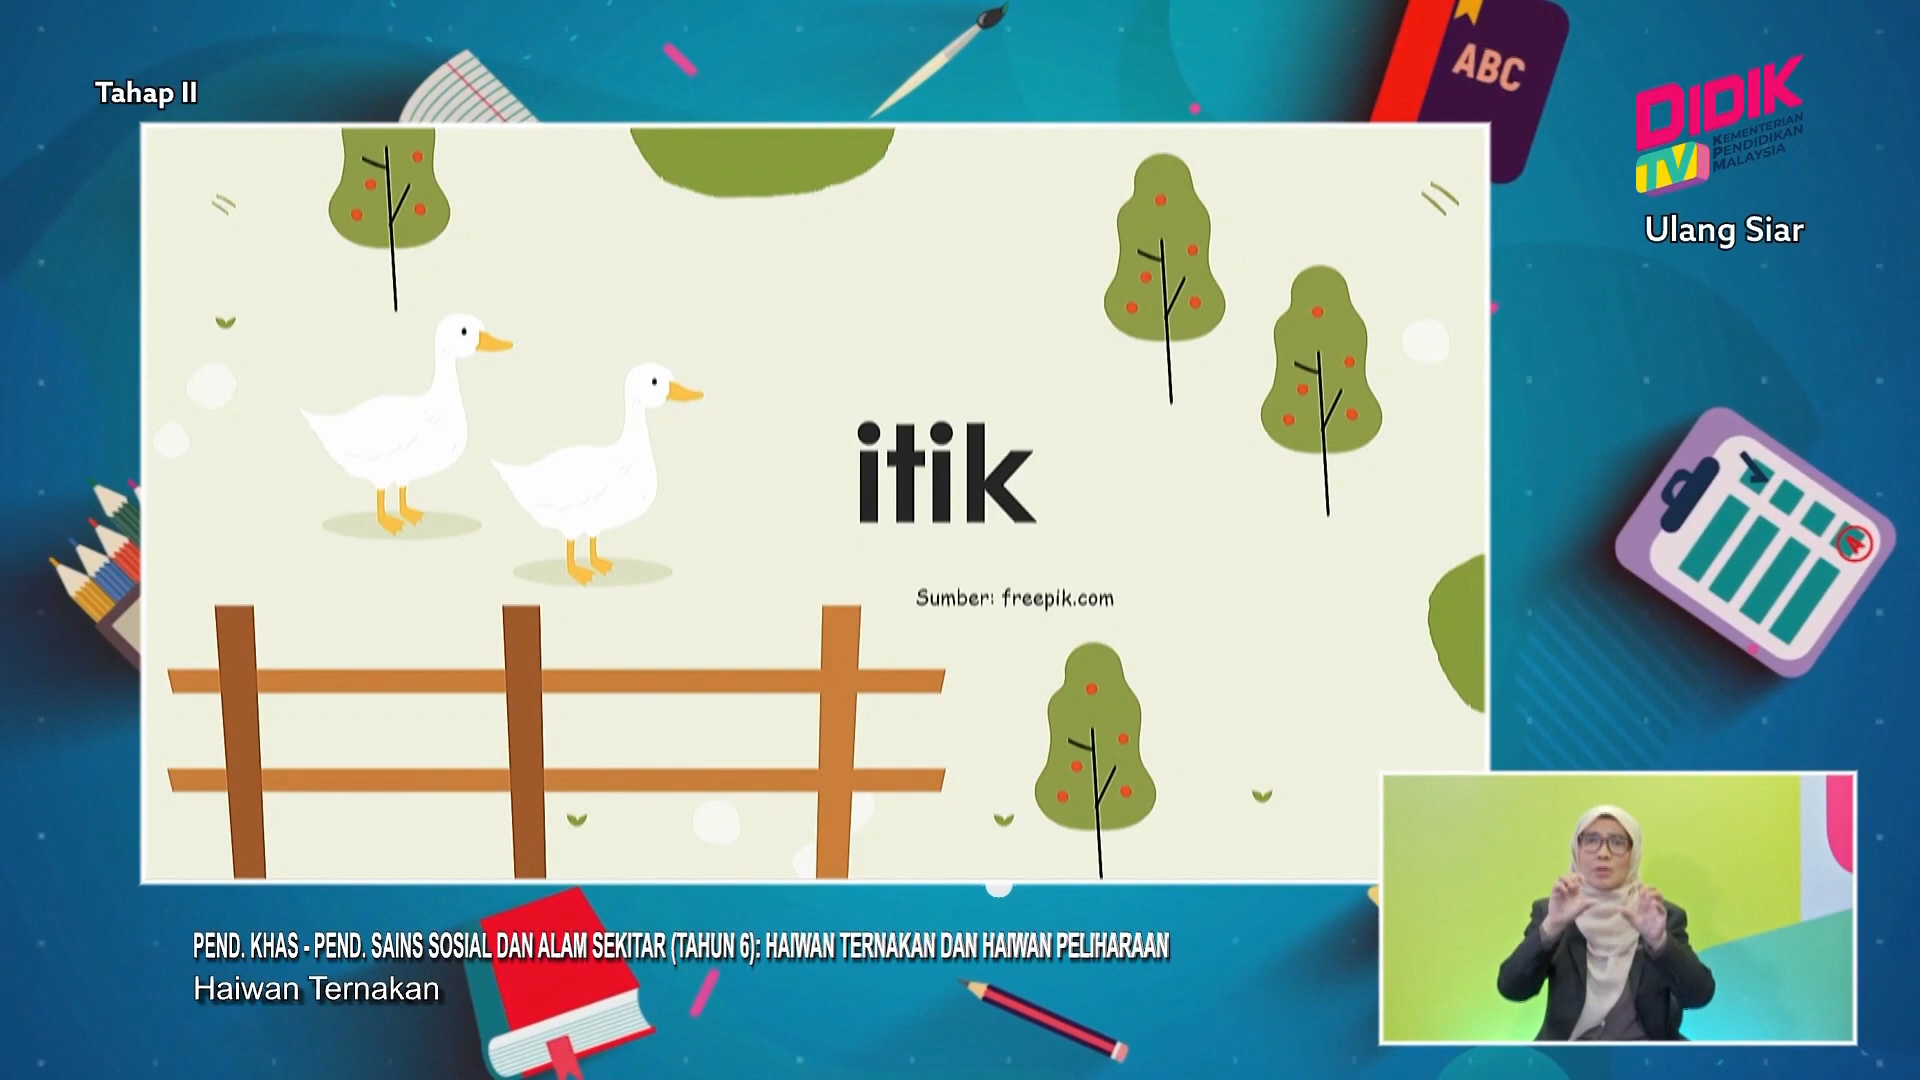 Tahap II
ABC
DIDIK
TV
KEMENTERIAN
PENDIDIKAN
MALAYSIA
Ulang Siar
itik
Sumber: freepik.com
A
PEND. KHAS - PEND. SAINS SOSIAL DAN ALAM SEKITAR (TAHUN 6): HAIWAN TERNAKAN DAN HAIWAN PELIHARAAN
Haiwan Ternakan